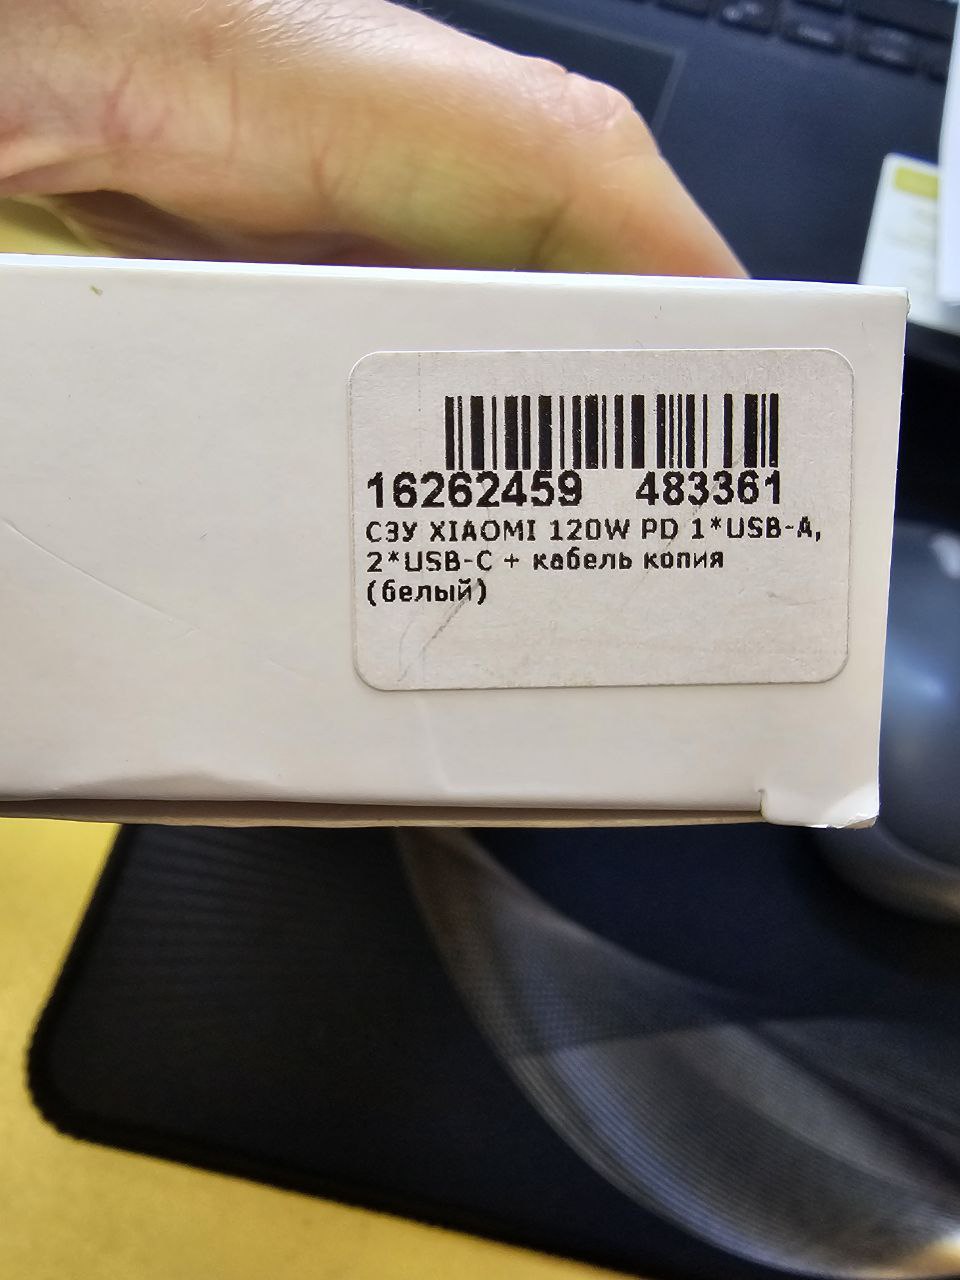 16262459 483361
СЗУ XIAOMI 120W PD 1*USB-A,
2*USB-C + кабель копия
(белый)